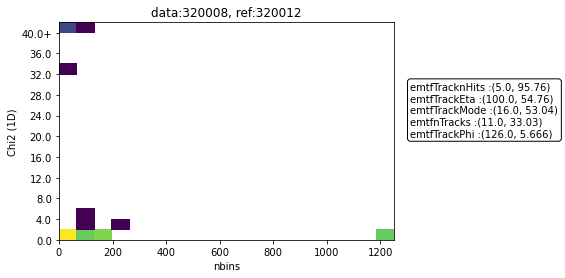 data:320008, ref:320012
40.0+
36.0
32.0
28.0
24.0
20.0
16.0
12.0
8.0
4.0
0.0
Chi2 (1D)
0
200
400
600
800
1000
1200
nbins
emtfTracknHits :(5.0, 95.76)
emtfTrackEta :(100.0, 54.76)
emtfTrackMode :(16.0, 53.04)
emtfnTracks :(11.0, 33.03)
emtfTrackPhi :(126.0, 5.666)